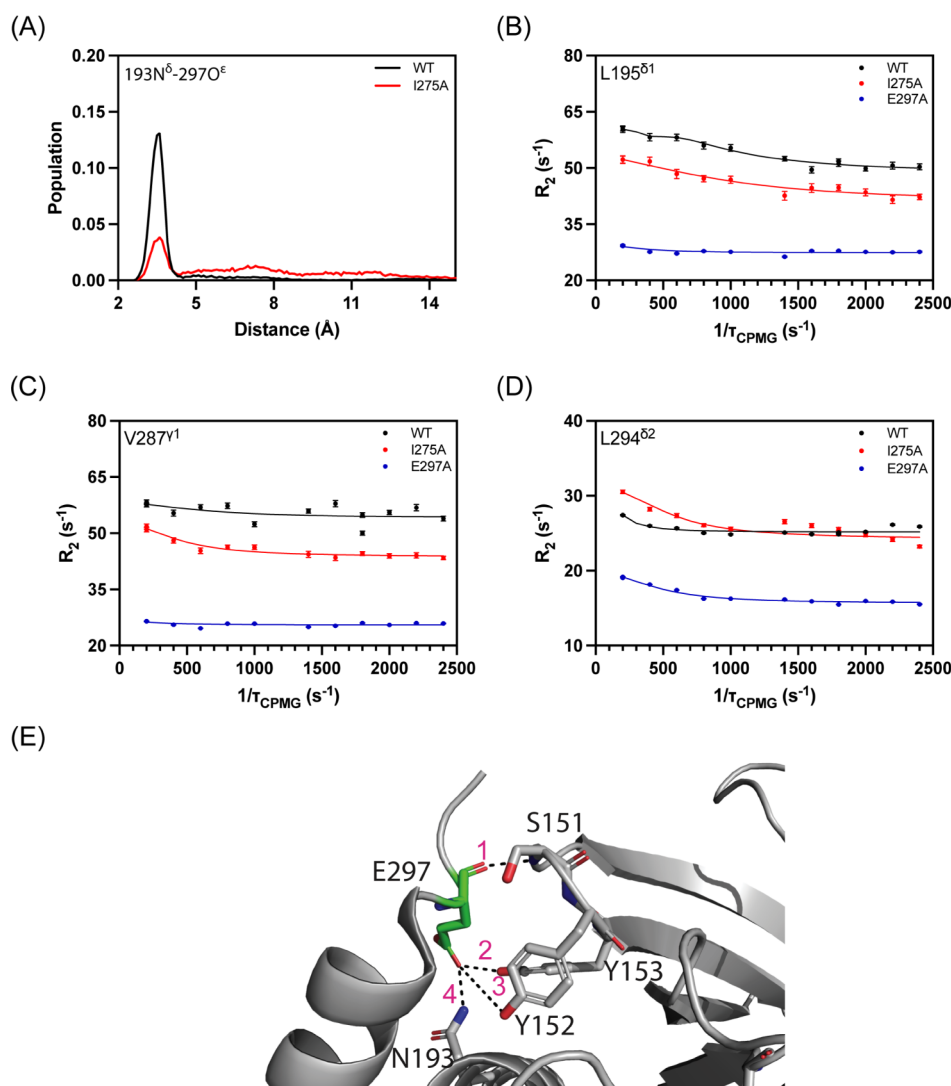 (A)
193Nᵟ-297Oᵋ
WT
I275A
0.20
0.15
0.10
0.05
0.00
Population
2 5 8 11 14
Distance (Å)
(B)
L195ᵟ¹
WT
I275A
E297A
80
65
50
35
20
R₂ (s⁻¹)
0 500 1000 1500 2000 2500
1/τCPMG (s⁻¹)
(C)
V287ᵞ¹
WT
I275A
E297A
80
65
50
35
20
R₂ (s⁻¹)
0 500 1000 1500 2000 2500
1/τCPMG (s⁻¹)
(D)
L294ᵟ²
WT
I275A
E297A
40
30
20
10
R₂ (s⁻¹)
0 500 1000 1500 2000 2500
1/τCPMG (s⁻¹)
(E)
S151
1
E297
2
3
Y153
4
Y152
N193